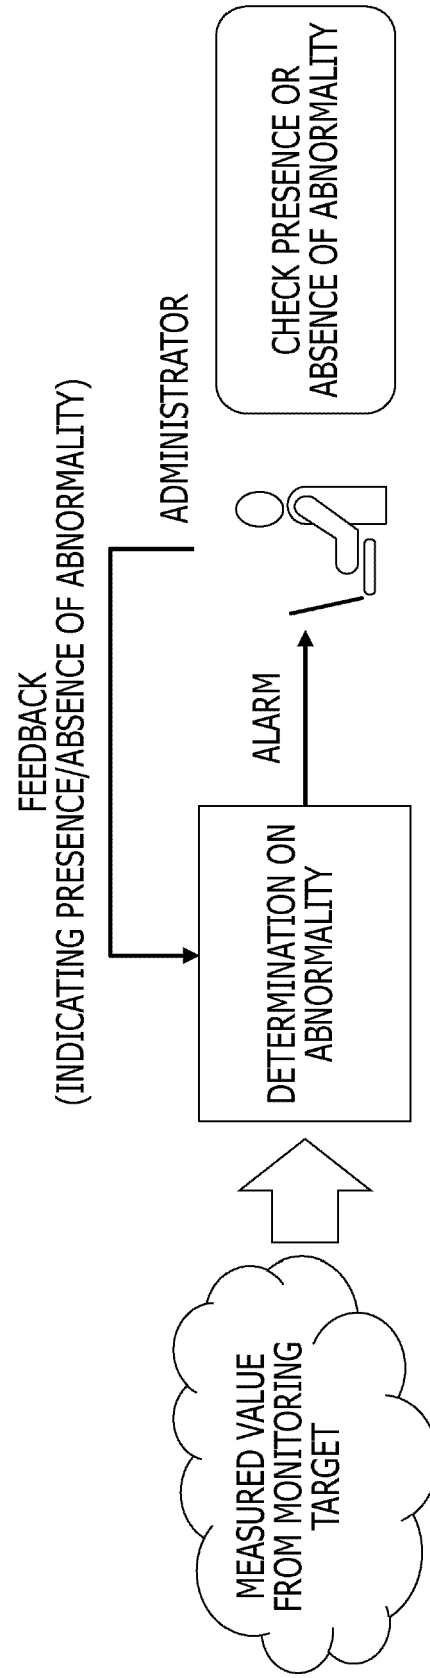 FEEDBACK
(INDICATING PRESENCE/ABSENCE OF ABNORMALITY)
ADMINISTRATOR
MEASURED VALUE
FROM MONITORING
TARGET
DETERMINATION ON
ABNORMALITY
ALARM
CHECK PRESENCE OR
ABSENCE OF ABNORMALITY